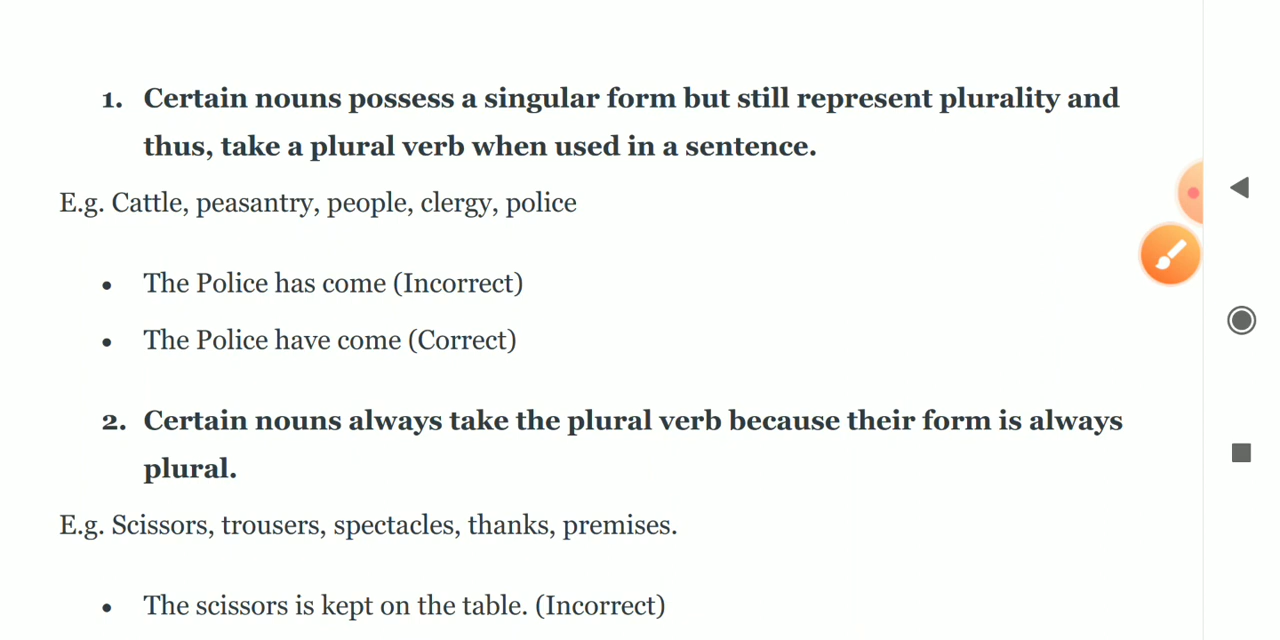 1. Certain nouns possess a singular form but still represent plurality and
thus, take a plural verb when used in a sentence.
E.g. Cattle, peasantry, people, clergy, police
• The Police has come (Incorrect)
• The Police have come (Correct)
2. Certain nouns always take the plural verb because their form is always
plural.
E.g. Scissors, trousers, spectacles, thanks, premises.
• The scissors is kept on the table. (Incorrect)